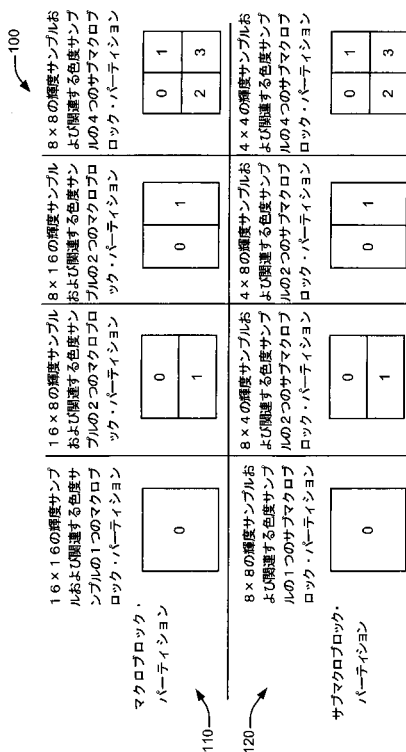 100
16×16の輝度サンプ
ルおよび関連する色度サ
ンプルの1つのマクロブ
ロック・パーティション
16×8の輝度サンプル
および関連する色度サン
プルの2つのマクロブロ
ック・パーティション
8×16の輝度サンプル
および関連する色度サン
プルの2つのマクロブロ
ック・パーティション
8×8の輝度サンプルお
よび関連する色度サンプ
ルの4つのサブマクロブ
ロック・パーティション
マクロブロック・
パーティション
110
0
0
1
0
1
0
1
2
3
8×8の輝度サンプルお
よび関連する色度サンプ
ルの1つのサブマクロブ
ロック・パーティション
8×4の輝度サンプルお
よび関連する色度サンプ
ルの2つのサブマクロブ
ロック・パーティション
4×8の輝度サンプルお
よび関連する色度サンプ
ルの2つのサブマクロブ
ロック・パーティション
4×4の輝度サンプルお
よび関連する色度サンプ
ルの4つのサブマクロブ
ロック・パーティション
120
サブマクロブロック・
パーティション
0
0
1
0
1
0
1
2
3